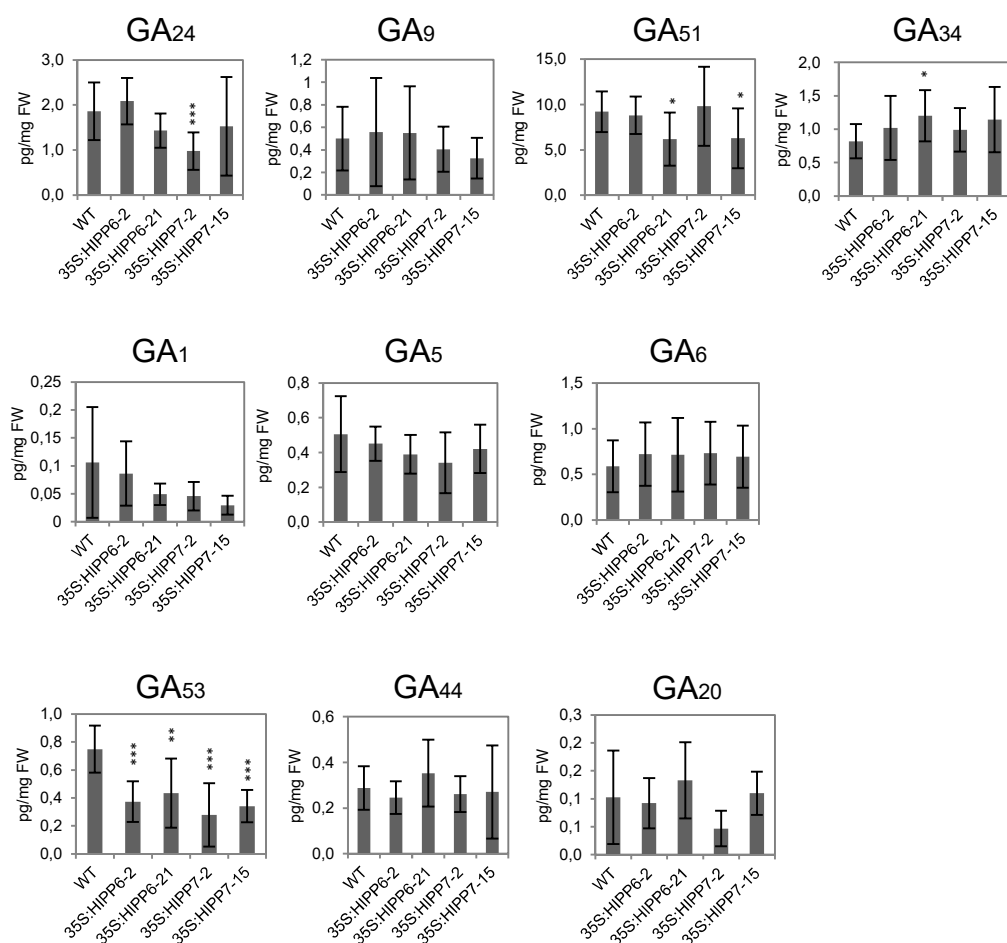 GA24
pg/mg FW
3,0
2,0
1,0
0,0
***
WT
35S:HIPP6-2
35S:HIPP6-21
35S:HIPP7-2
35S:HIPP7-15
GA9
pg/mg FW
1,2
1
0,8
0,6
0,4
0,2
0
WT
35S:HIPP6-2
35S:HIPP6-21
35S:HIPP7-2
35S:HIPP7-15
GA51
pg/mg FW
15,0
10,0
5,0
0,0
*
*
WT
35S:HIPP6-2
35S:HIPP6-21
35S:HIPP7-2
35S:HIPP7-15
GA34
pg/mg FW
2,0
1,5
1,0
0,5
0,0
*
WT
35S:HIPP6-2
35S:HIPP6-21
35S:HIPP7-2
35S:HIPP7-15
GA1
pg/mg FW
0,25
0,2
0,15
0,1
0,05
0
WT
35S:HIPP6-2
35S:HIPP6-21
35S:HIPP7-2
35S:HIPP7-15
GA5
pg/mg FW
0,8
0,6
0,4
0,2
0,0
WT
35S:HIPP6-2
35S:HIPP6-21
35S:HIPP7-2
35S:HIPP7-15
GA6
pg/mg FW
1,5
1,0
0,5
0,0
WT
35S:HIPP6-2
35S:HIPP6-21
35S:HIPP7-2
35S:HIPP7-15
GA53
pg/mg FW
1,0
0,8
0,6
0,4
0,2
0,0
***
**
***
***
WT
35S:HIPP6-2
35S:HIPP6-21
35S:HIPP7-2
35S:HIPP7-15
GA44
pg/mg FW
0,6
0,4
0,2
0,0
WT
35S:HIPP6-2
35S:HIPP6-21
35S:HIPP7-2
35S:HIPP7-15
GA20
pg/mg FW
0,3
0,2
0,2
0,1
0,1
0,0
WT
35S:HIPP6-2
35S:HIPP6-21
35S:HIPP7-2
35S:HIPP7-15